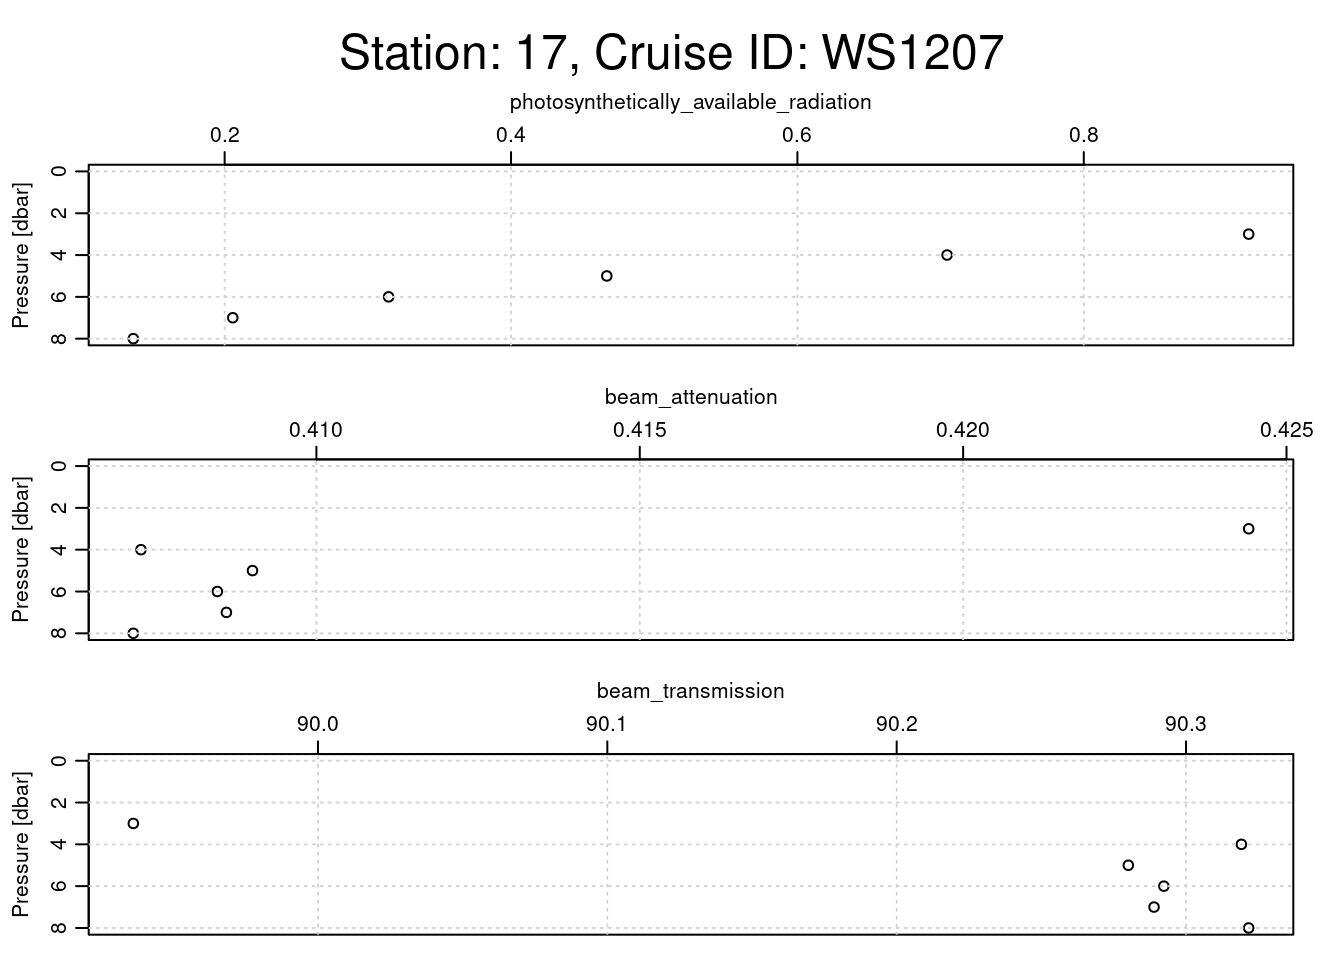 Station: 17, Cruise ID: WS1207
photosynthetically_available_radiation
0.2 0.4 0.6 0.8
Pressure [dbar]
0
2
4
6
8
beam_attenuation
0.410 0.415 0.420 0.425
Pressure [dbar]
0
2
4
6
8
beam_transmission
90.0 90.1 90.2 90.3
Pressure [dbar]
0
2
4
6
8